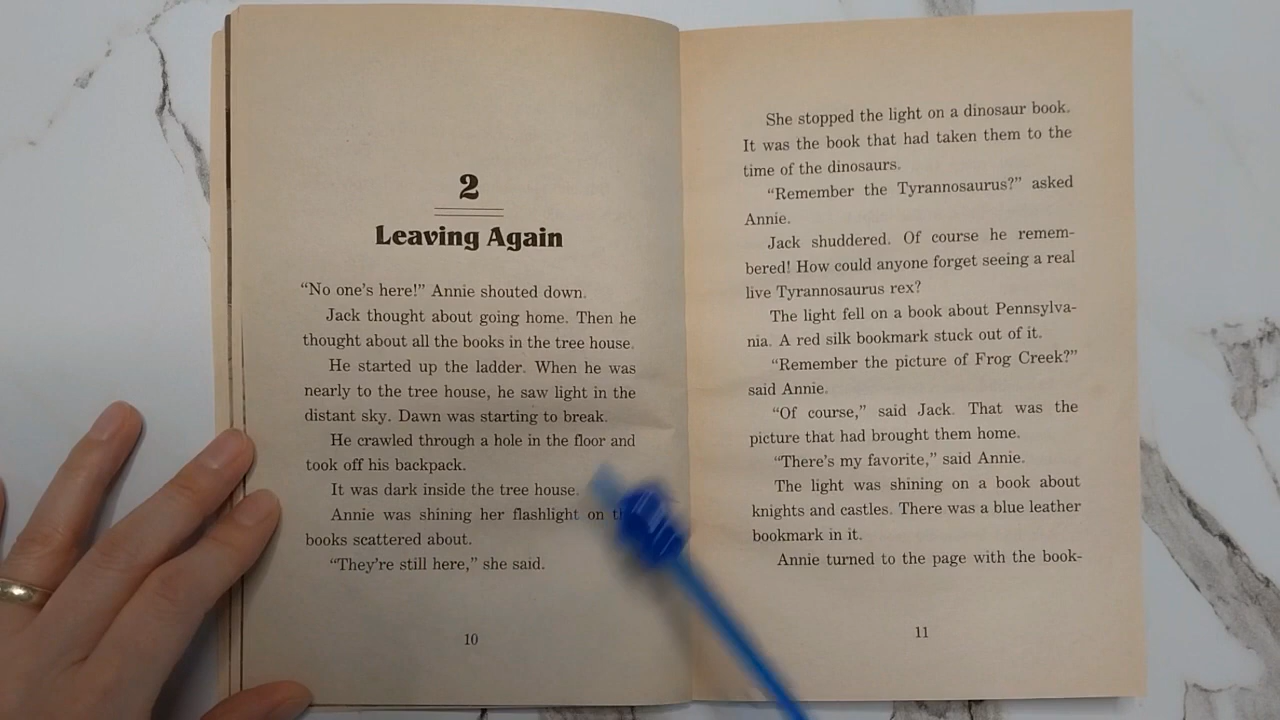 2
Leaving Again
“No one’s here!” Annie shouted down.
Jack thought about going home. Then he
thought about all the books in the tree house.
He started up the ladder. When he was
nearly to the tree house, he saw light in the
distant sky. Dawn was starting to break.
He crawled through a hole in the floor and
took off his backpack.
It was dark inside the tree house.
Annie was shining her flashlight on
books scattered about.
“They’re still here,” she said.
10
She stopped the light on a dinosaur book.
It was the book that had taken them to the
time of the dinosaurs.
“Remember the Tyrannosaurus?” asked
Annie.
Jack shuddered. Of course he remem-
bered! How could anyone forget seeing a real
live Tyrannosaurus rex?
The light fell on a book about Pennsylva-
nia. A red silk bookmark stuck out of it.
“Remember the picture of Frog Creek?”
said Annie.
“Of course,” said Jack. That was the
picture that had brought them home.
“There’s my favorite,” said Annie.
The light was shining on a book about
knights and castles. There was a blue leather
bookmark in it.
Annie turned to the page with the book-
11